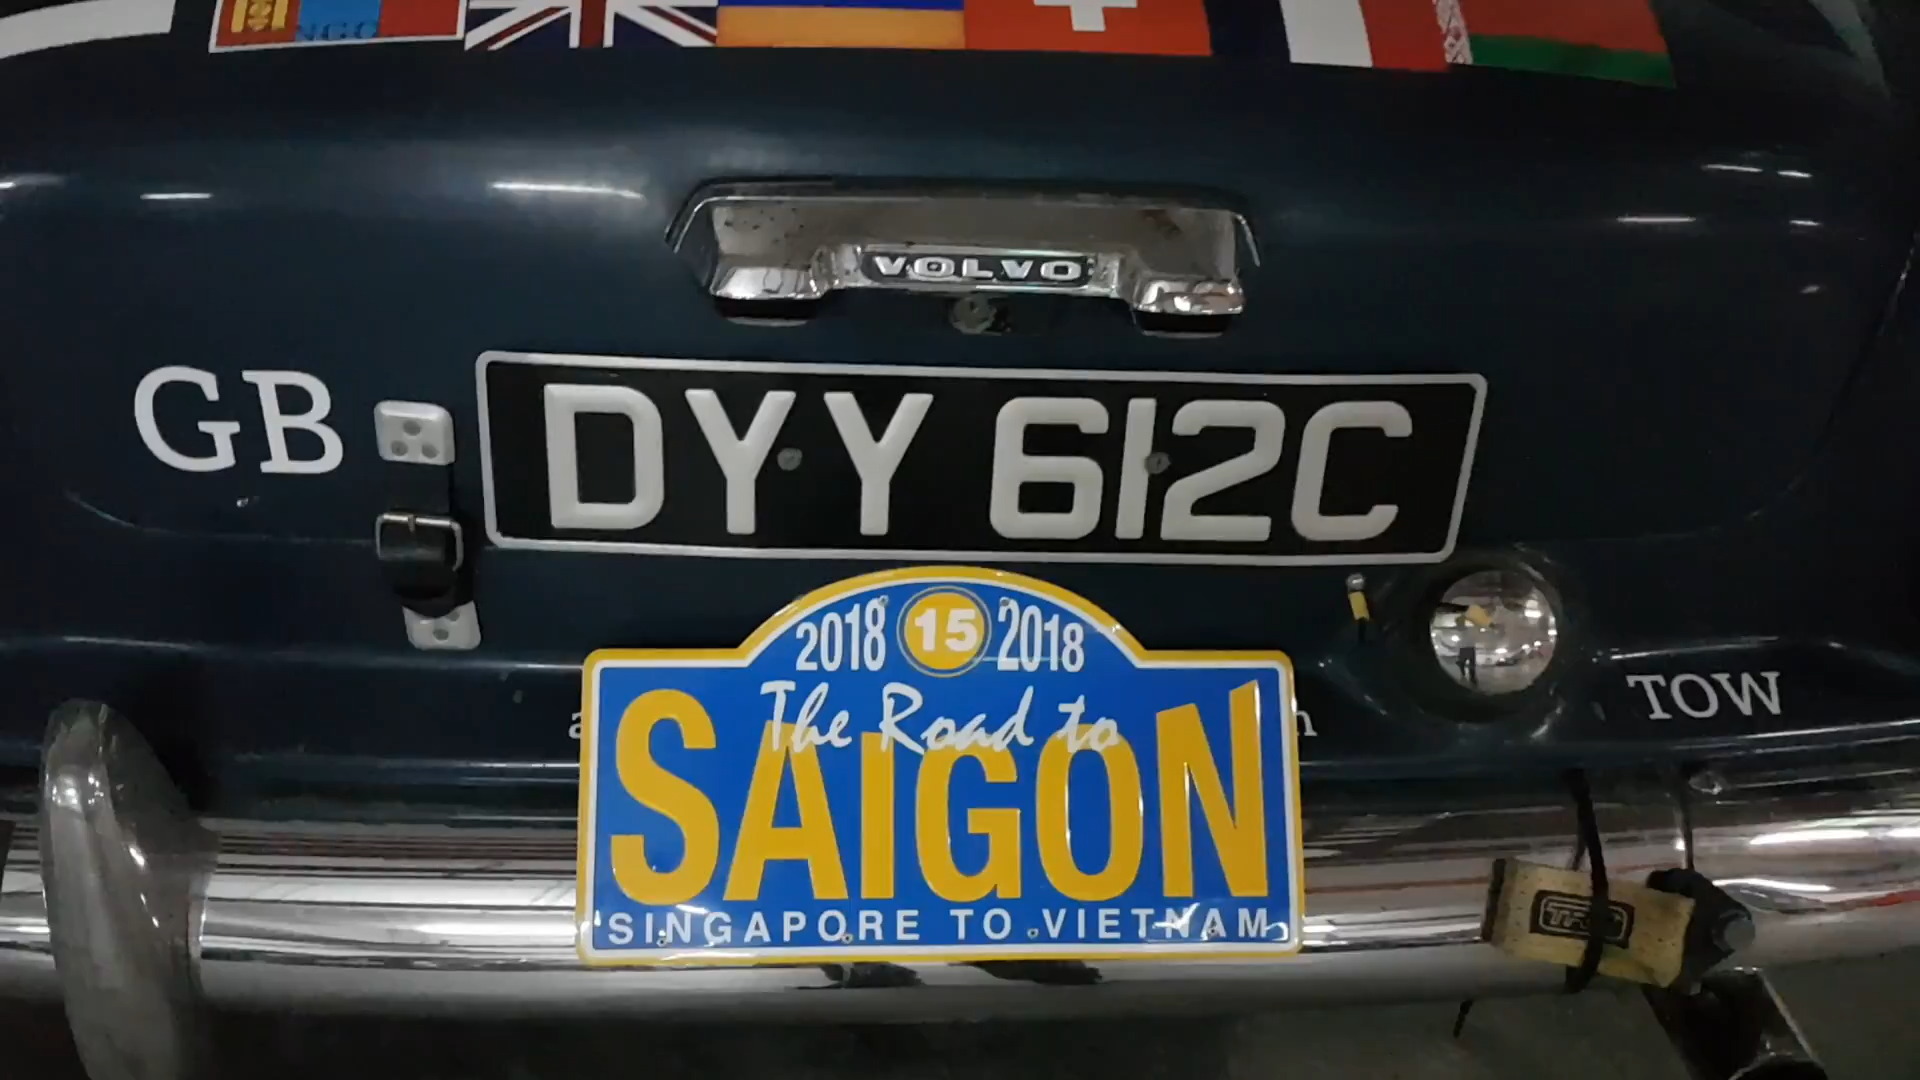 VOLVO
GB
DYY 612C
2018 15 2018
The Road to
SAIGON
SINGAPORE TO VIETNAM
TOW